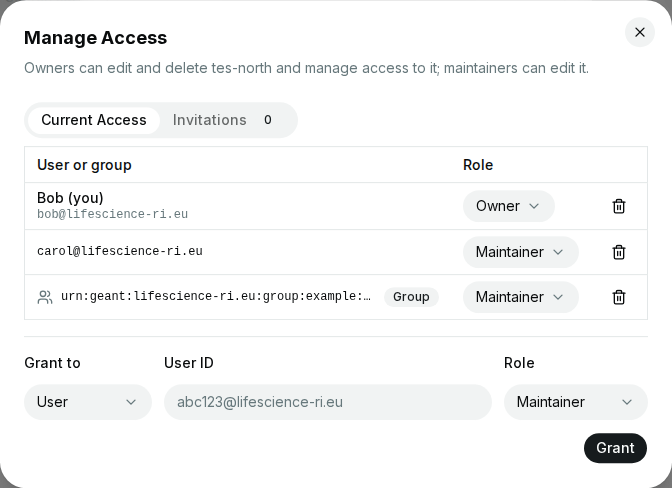 Manage Access
Owners can edit and delete tes-north and manage access to it; maintainers can edit it.
Current Access Invitations 0
User or group Role
Bob (you)
bob@lifescience-ri.eu
Owner
carol@lifescience-ri.eu Maintainer
urn:geant:lifescience-ri.eu:group:example:… Group Maintainer
Grant to User ID Role
User abc123@lifescience-ri.eu Maintainer
Grant